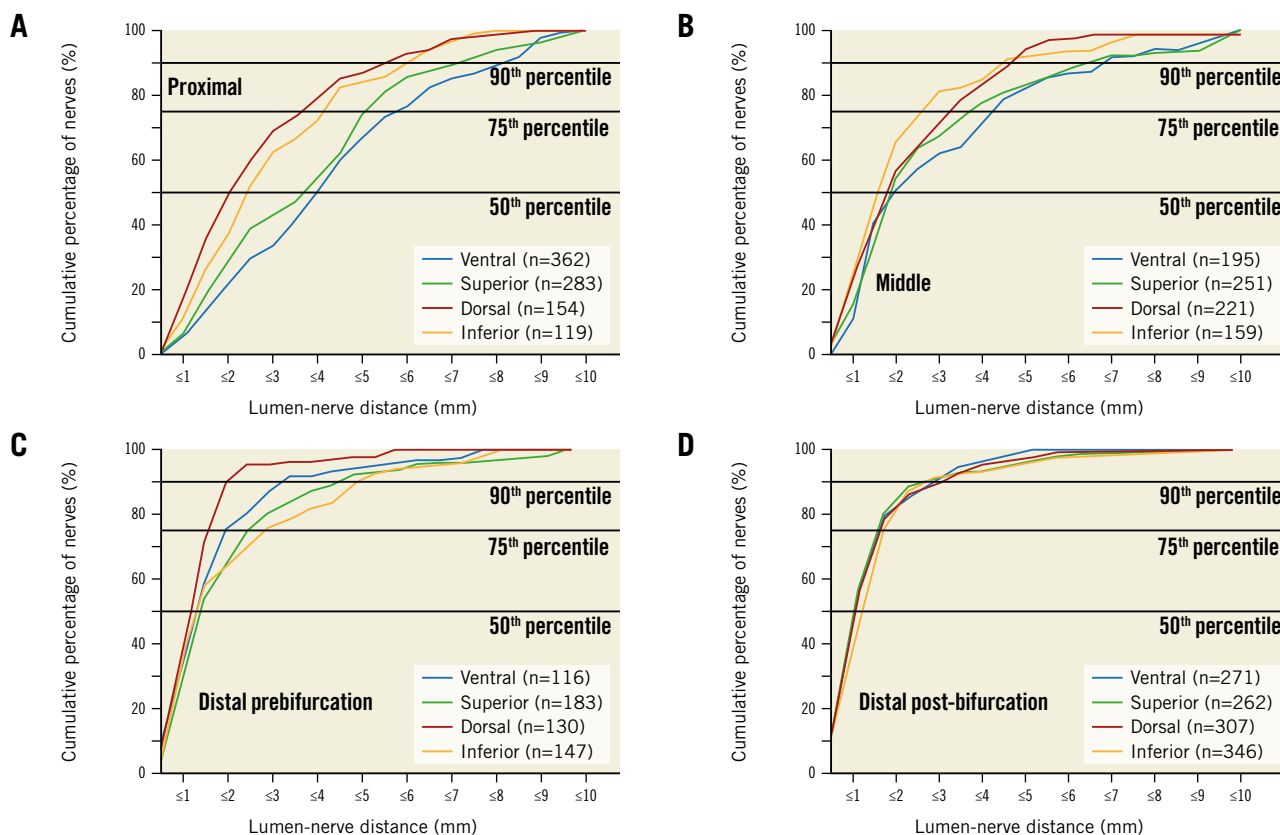 A
Cumulative percentage of nerves (%)
100
80
60
40
20
0
Proximal
90th percentile
75th percentile
50th percentile
Ventral (n=362)
Superior (n=283)
Dorsal (n=154)
Inferior (n=119)
≤1 ≤2 ≤3 ≤4 ≤5 ≤6 ≤7 ≤8 ≤9 ≤10
Lumen-nerve distance (mm)
B
Cumulative percentage of nerves (%)
100
80
60
40
20
0
90th percentile
75th percentile
50th percentile
Middle
Ventral (n=195)
Superior (n=251)
Dorsal (n=221)
Inferior (n=159)
≤1 ≤2 ≤3 ≤4 ≤5 ≤6 ≤7 ≤8 ≤9 ≤10
Lumen-nerve distance (mm)
C
Cumulative percentage of nerves (%)
100
80
60
40
20
0
90th percentile
75th percentile
50th percentile
Distal prebifurcation
Ventral (n=116)
Superior (n=183)
Dorsal (n=130)
Inferior (n=147)
≤1 ≤2 ≤3 ≤4 ≤5 ≤6 ≤7 ≤8 ≤9 ≤10
Lumen-nerve distance (mm)
D
Cumulative percentage of nerves (%)
100
80
60
40
20
0
90th percentile
75th percentile
50th percentile
Distal post-bifurcation
Ventral (n=271)
Superior (n=262)
Dorsal (n=307)
Inferior (n=346)
≤1 ≤2 ≤3 ≤4 ≤5 ≤6 ≤7 ≤8 ≤9 ≤10
Lumen-nerve distance (mm)